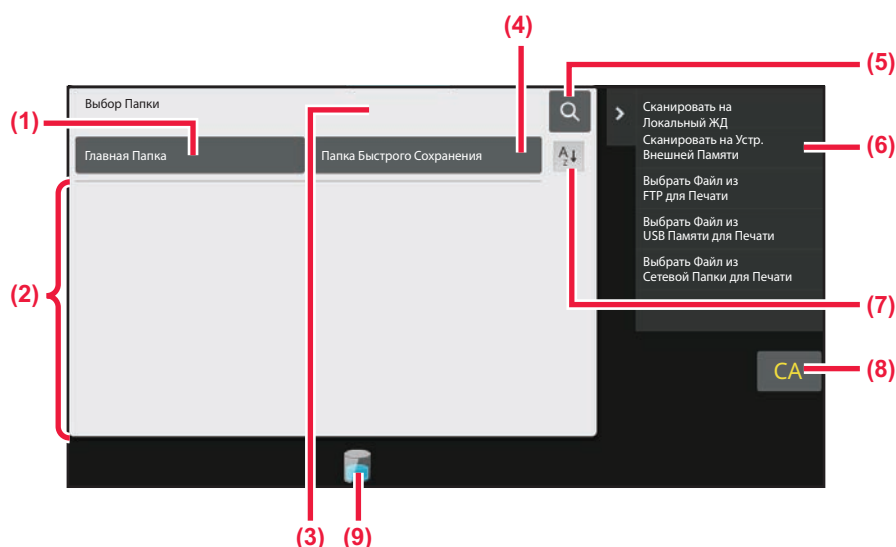 (4)
(5)
Выбор Папки
(1)
Сканировать на
Локальный ЖД
Главная Папка
Папка Быстрого Сохранения
A
Z
Сканировать на Устр.
Внешней Памяти
(6)
Выбрать Файл из
FTP для Печати
Выбрать Файл из
USB Памяти для Печати
Выбрать Файл из
Сетевой Папки для Печати
(2)
(7)
CA
(8)
(3)
(9)